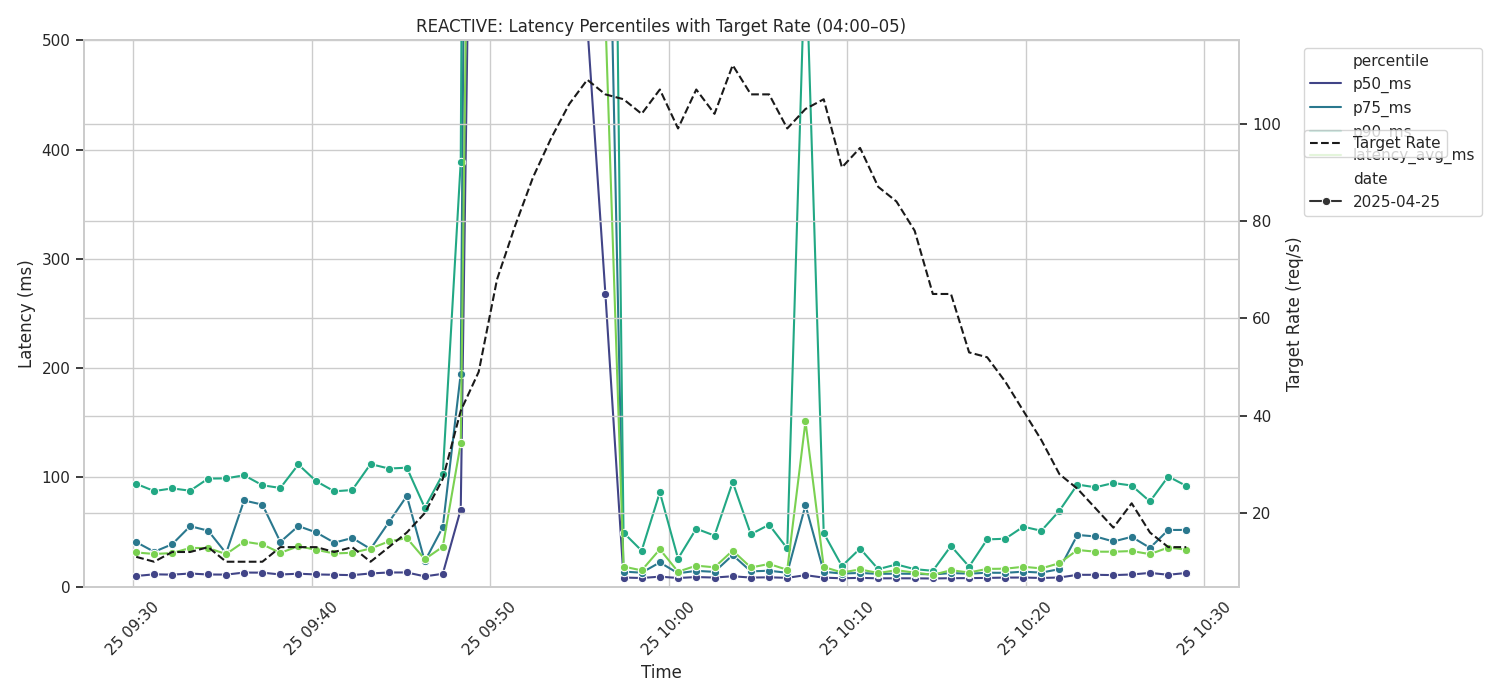 REACTIVE: Latency Percentiles with Target Rate (04:00–05)
500
400
300
200
100
0
Latency (ms)
100
80
60
40
20
Target Rate (req/s)
25 09:30
25 09:40
25 09:50
25 10:00
25 10:10
25 10:20
25 10:30
Time
percentile
p50_ms
p75_ms
p90_ms
Target Rate
latency_avg_ms
date
2025-04-25